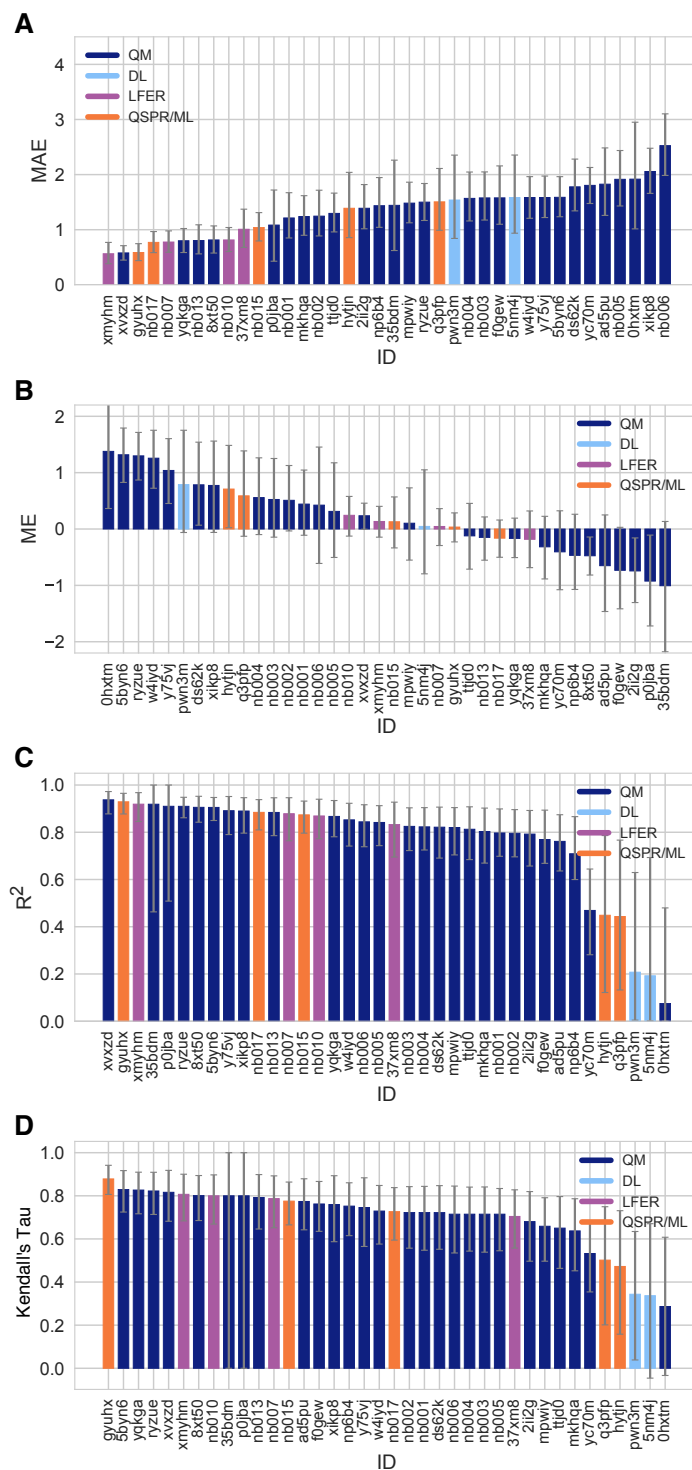 A
4
3
2
1
0
MAE
QM
DL
LFER
QSPR/ML
xmyhm
xvxzd
gyuhx
nb017
nb007
yqkga
nb013
8xt50
nb010
37xm8
nb015
p0jba
nb001
mkhqa
nb002
ttjd0
hytjn
2ii2g
np6b4
35bdm
mpwiy
ryzue
q3pfp
pwn3m
nb004
nb003
f0gew
5nm4j
w4iyd
y75vj
5byn6
ds62k
yc70m
ad5pu
nb005
0hxtm
xikp8
nb006
ID
B
2
1
0
−1
−2
ME
QM
DL
LFER
QSPR/ML
0hxtm
5byn6
ryzue
w4iyd
y75vj
pwn3m
ds62k
xikp8
hytjn
q3pfp
nb004
nb003
nb002
nb001
nb006
nb005
nb010
xvxzd
xmyhm
nb015
mpwiy
5nm4j
nb007
gyuhx
ttjd0
nb013
nb017
yqkga
37xm8
mkhqa
yc70m
np6b4
8xt50
ad5pu
f0gew
2ii2g
p0jba
35bdm
ID
C
1.0
0.8
0.6
0.4
0.2
0.0
R²
QM
DL
LFER
QSPR/ML
xvxzd
gyuhx
xmyhm
35bdm
p0jba
ryzue
8xt50
5byn6
y75vj
xikp8
nb017
nb013
nb007
nb015
nb010
yqkga
w4iyd
nb006
nb005
37xm8
nb003
nb004
ds62k
mpwiy
ttjd0
mkhqa
nb001
nb002
2ii2g
f0gew
ad5pu
np6b4
yc70m
hytjn
q3pfp
pwn3m
5nm4j
0hxtm
ID
D
1.0
0.8
0.6
0.4
0.2
0.0
Kendall's Tau
QM
DL
LFER
QSPR/ML
gyuhx
5byn6
yqkga
ryzue
xvxzd
xmyhm
8xt50
nb010
35bdm
p0jba
nb013
nb007
nb015
ad5pu
f0gew
xikp8
np6b4
y75vj
w4iyd
nb017
nb002
nb001
ds62k
nb006
nb004
nb003
nb005
37xm8
2ii2g
mpwiy
ttjd0
mkhqa
yc70m
q3pfp
hytjn
pwn3m
5nm4j
0hxtm
ID